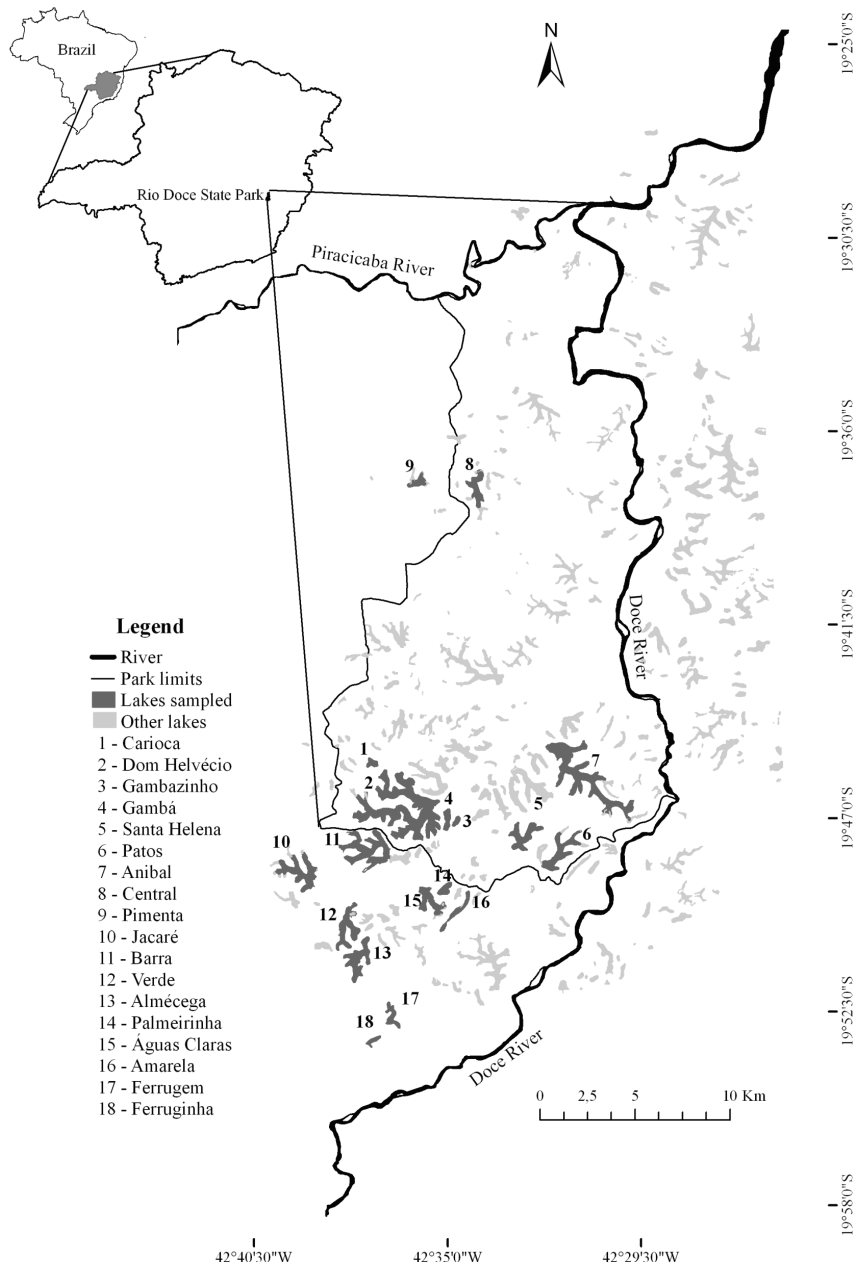 Brazil
N
19°25'0"S
Rio Doce State Park
19°30'30"S
Piracicaba River
19°36'0"S
9
8
19°41'30"S
Doce River
Legend
River
Park limits
Lakes sampled
Other lakes
1 - Carioca
2 - Dom Helvécio
3 - Gambazinho
4 - Gambá
5 - Santa Helena
6 - Patos
7 - Anibal
8 - Central
9 - Pimenta
10 - Jacaré
11 - Barra
12 - Verde
13 - Almécega
14 - Palmeirinha
15 - Águas Claras
16 - Amarela
17 - Ferrugem
18 - Ferruginha
1
2
7
4
5
3
19°47'0"S
11
10
6
14
15
16
12
13
17
18
19°52'30"S
Doce River
0 2,5 5 10 Km
19°58'0"S
42°40'30"W 42°35'0"W 42°29'30"W